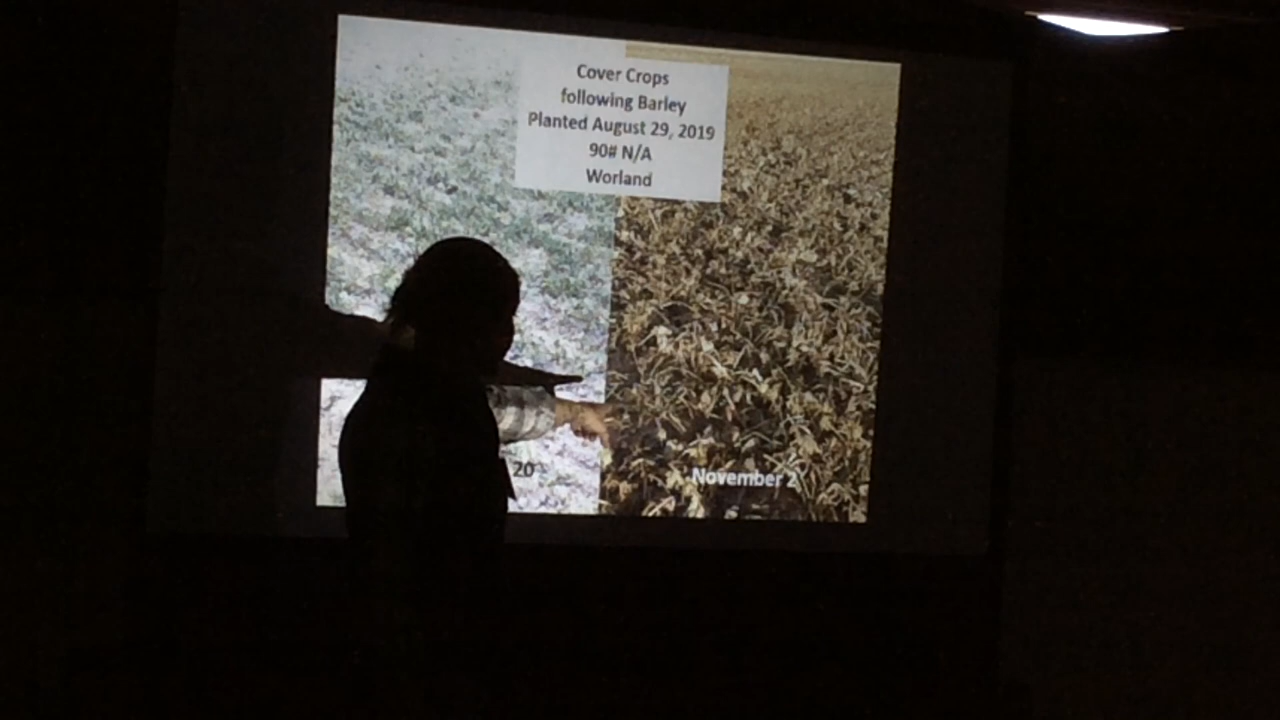 Cover Crops
following Barley
Planted August 29, 2019
90# N/A
Worland
20
November 2